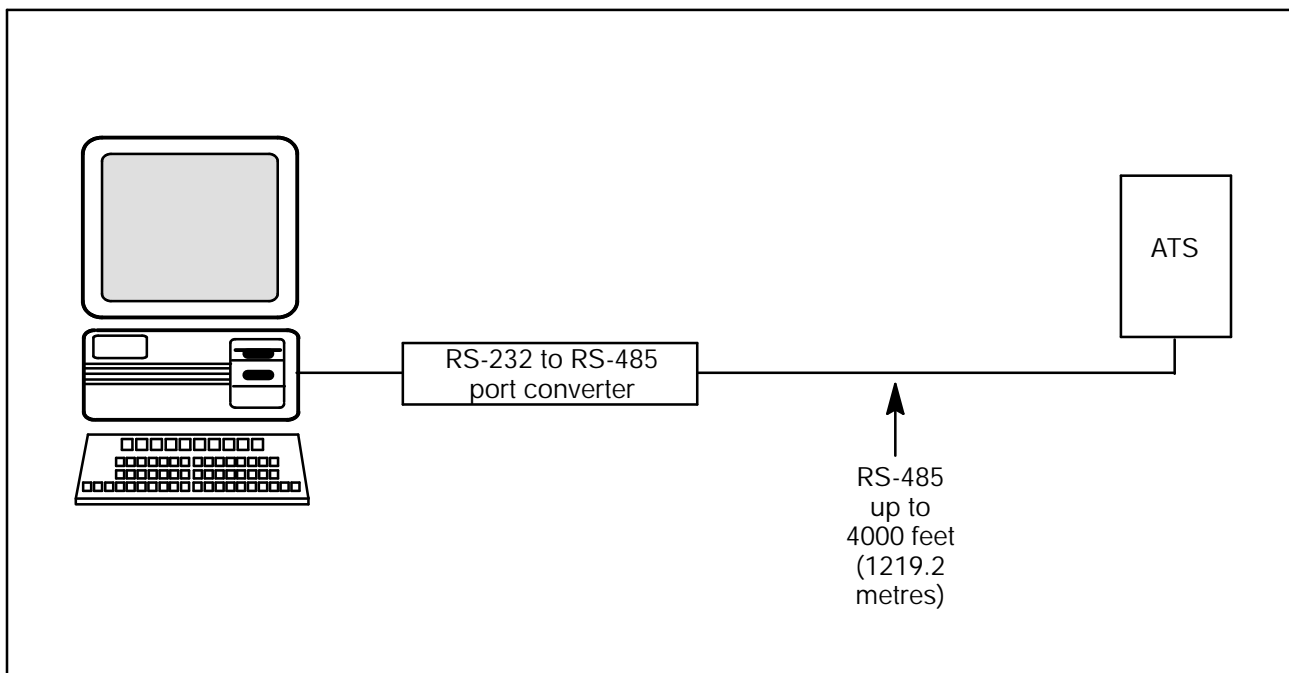 RS-232 to RS-485
port converter
ATS
RS-485
up to
4000 feet
(1219.2
metres)